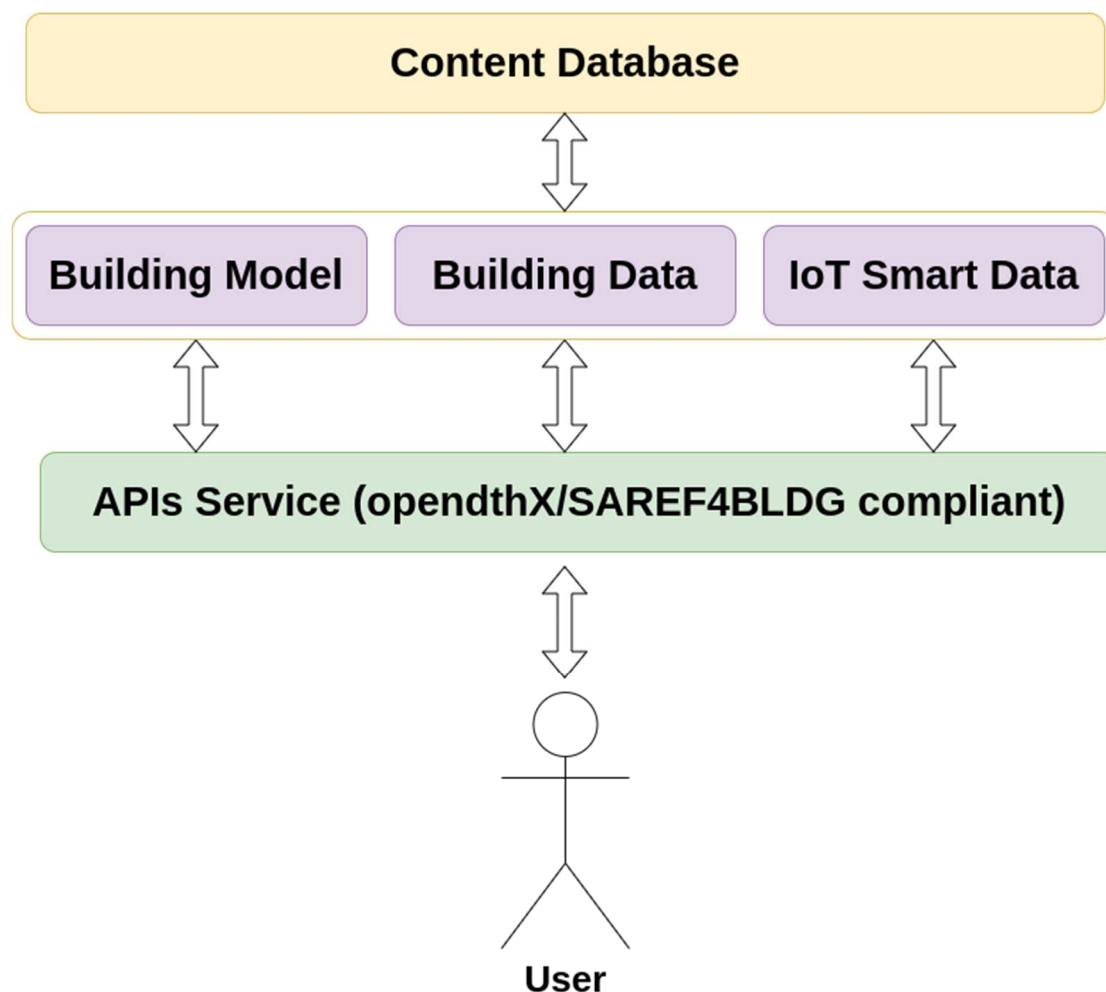 Content Database
Building Model
Building Data
IoT Smart Data
APIs Service (opendthX/SAREF4BLDG compliant)
User